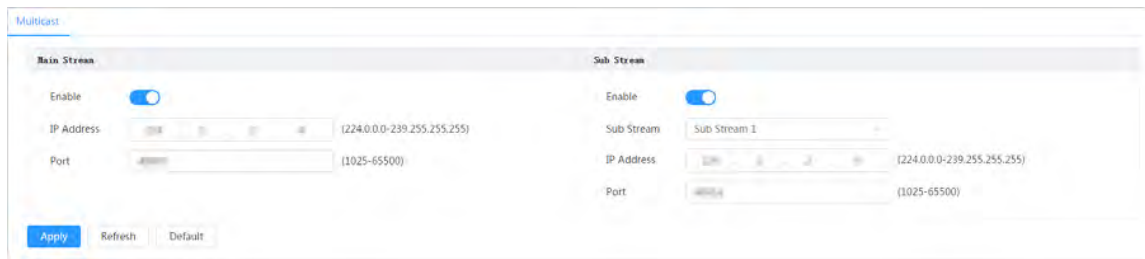 Multicast
Main Stream
Enable
IP Address (224.0.0.0-239.255.255.255)
Port (1025-65500)
Sub Stream
Enable
Sub Stream Sub Stream 1
IP Address (224.0.0.0-239.255.255.255)
Port (1025-65500)
Apply Refresh Default